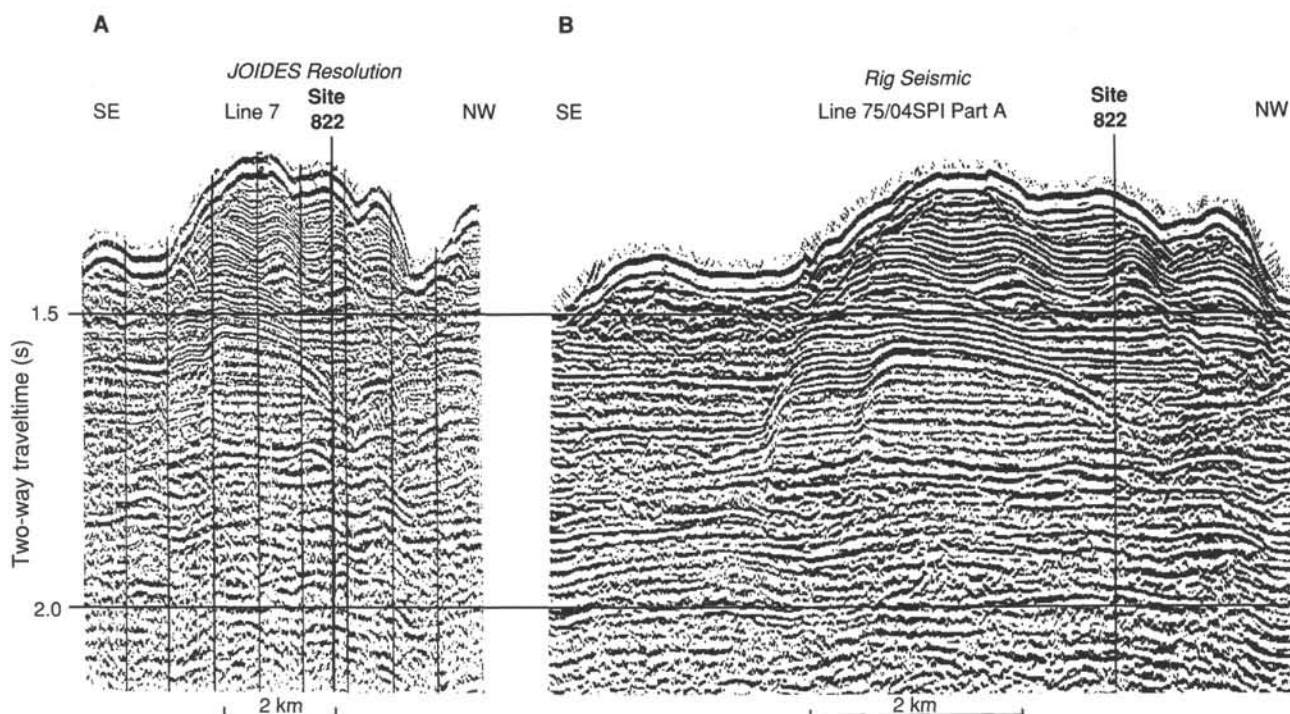 A
JOIDES Resolution
SE
Line 7
Site
822
NW
B
Rig Seismic
SE
Line 75/04SPI Part A
Site
822
NW
Two-way traveltime (s)
1.5
2.0
2 km
2 km